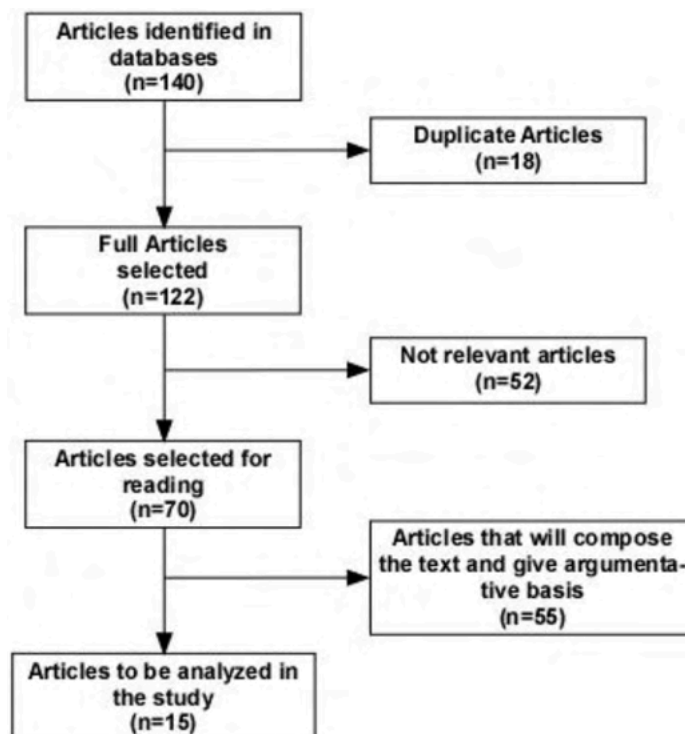 Articles identified in
databases
(n=140)
Duplicate Articles
(n=18)
Full Articles
selected
(n=122)
Not relevant articles
(n=52)
Articles selected for
reading
(n=70)
Articles that will compose
the text and give argumenta-
tive basis
(n=55)
Articles to be analyzed in
the study
(n=15)